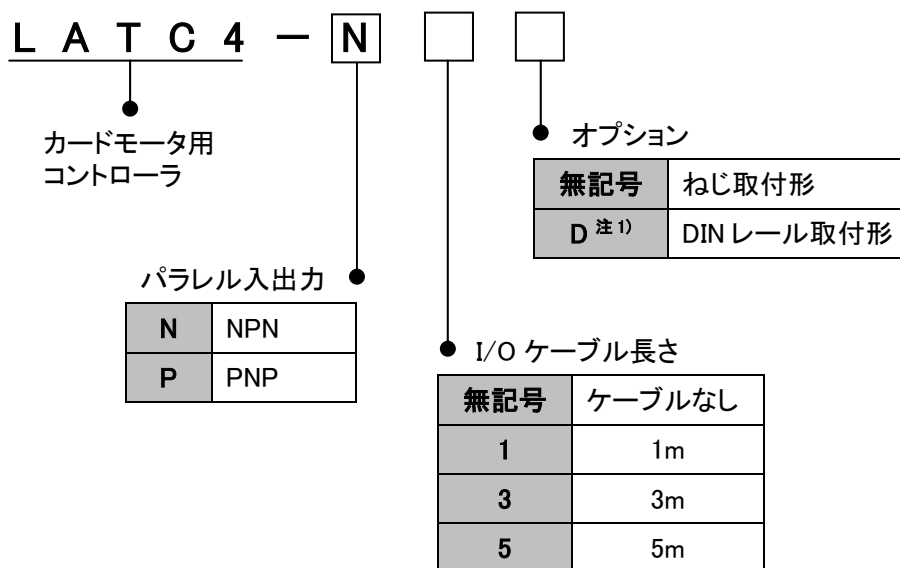 LATC4-N
カードモータ用
コントローラ
オプション
無記号 ねじ取付形
D 注1) DINレール取付形
パラレル入出力
N NPN
P PNP
I/O ケーブル長さ
無記号 ケーブルなし
1 1m
3 3m
5 5m